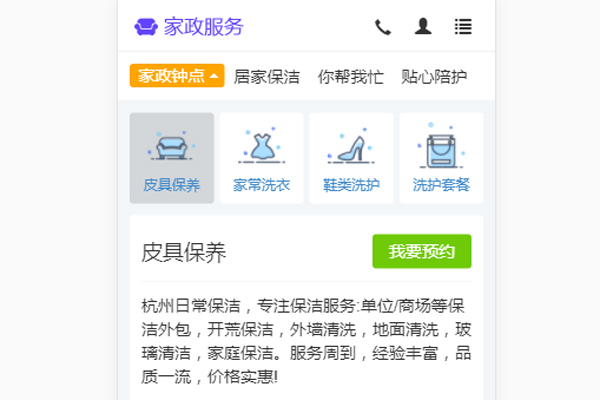 家政服务
家政钟点 居家保洁 你帮我忙 贴心陪护
皮具保养 家常洗衣 鞋类洗护 洗护套餐
皮具保养 我要预约
杭州日常保洁，专注保洁服务:单位/商场等保
洁外包，开荒保洁，外墙清洗，地面清洗，玻
璃清洁，家庭保洁。服务周到，经验丰富，品
质一流，价格实惠!